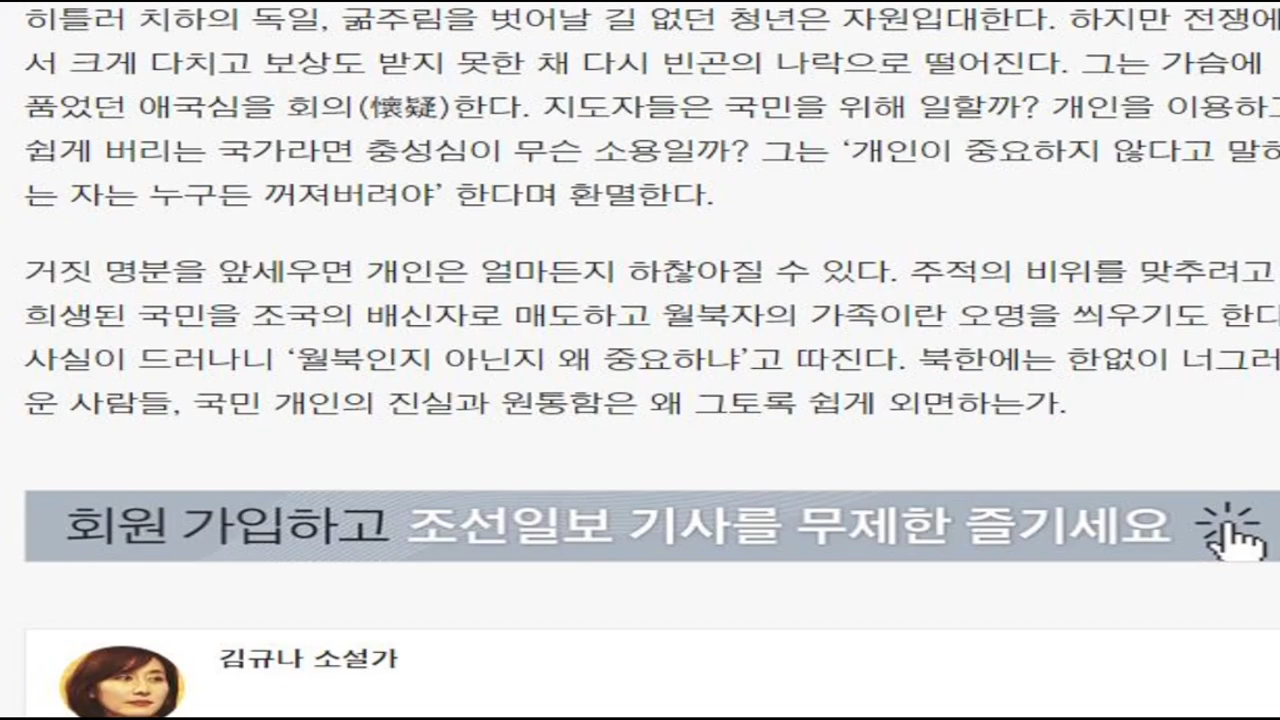 히틀러 치하의 독일, 굶주림을 벗어날 길 없던 청년은 자원입대한다. 하지만 전쟁에
서 크게 다치고 보상도 받지 못한 채 다시 빈곤의 나락으로 떨어진다. 그는 가슴에
품었던 애국심을 회의(懷疑)한다. 지도자들은 국민을 위해 일할까? 개인을 이용하고
쉽게 버리는 국가라면 충성심이 무슨 소용일까? 그는 ‘개인이 중요하지 않다고 말하
는 자는 누구든 꺼져버려야’ 한다며 환멸한다.
거짓 명분을 앞세우면 개인은 얼마든지 하찮아질 수 있다. 주적의 비위를 맞추려고
희생된 국민을 조국의 배신자로 매도하고 월북자의 가족이란 오명을 씌우기도 한다
사실이 드러나니 ‘월북인지 아닌지 왜 중요하냐’고 따진다. 북한에는 한없이 너그러
운 사람들, 국민 개인의 진실과 원통함은 왜 그토록 쉽게 외면하는가.
회원 가입하고 조선일보 기사를 무제한 즐기세요
김규나 소설가